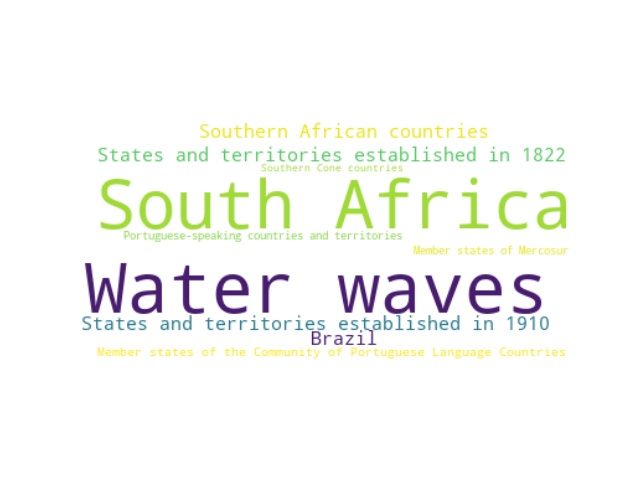 Southern African countries
States and territories established in 1822
Southern Cone countries
South Africa
Portuguese-speaking countries and territories
Member states of Mercosur
Water waves
States and territories established in 1910
Brazil
Member states of the Community of Portuguese Language Countries